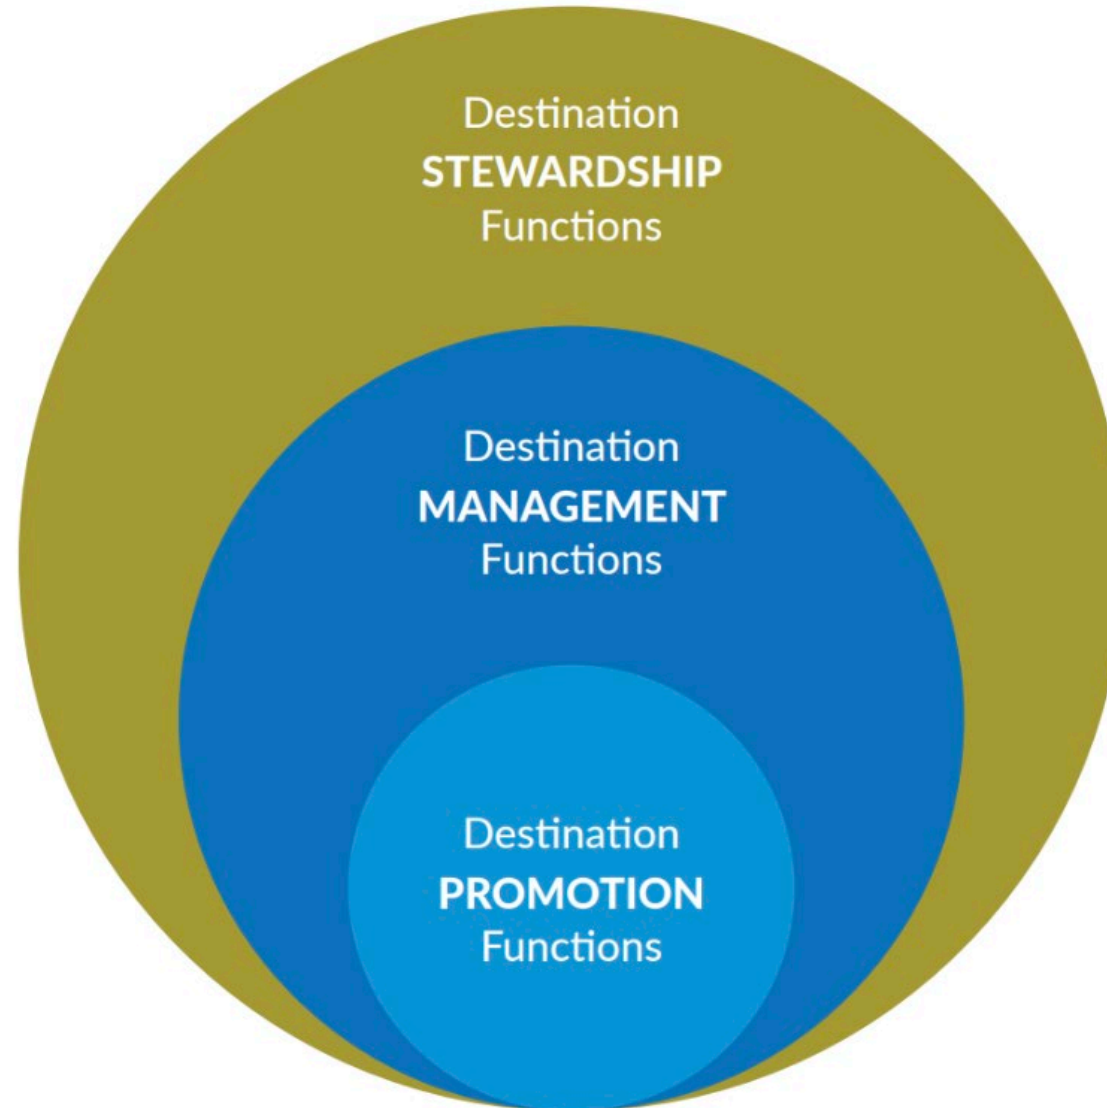 Destination
STEWARDSHIP
Functions
Destination
MANAGEMENT
Functions
Destination
PROMOTION
Functions